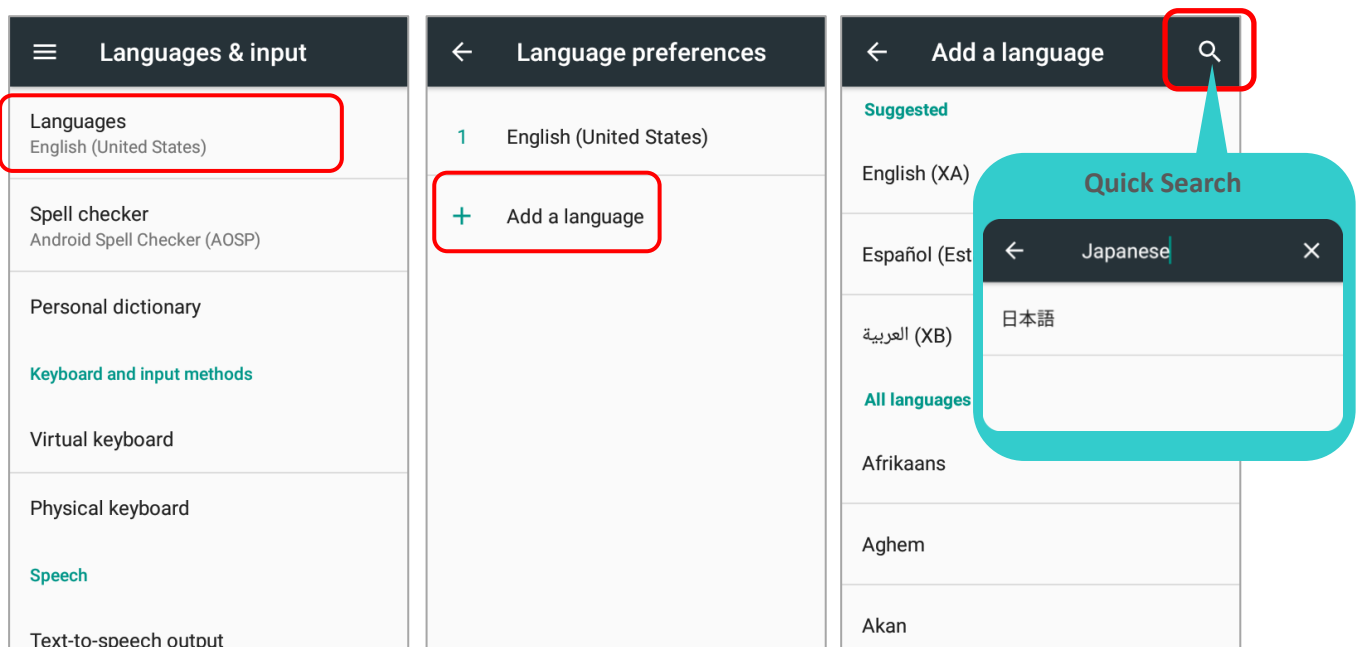 Languages & input
Languages
English (United States)
Spell checker
Android Spell Checker (AOSP)
Personal dictionary
Keyboard and input methods
Virtual keyboard
Physical keyboard
Speech
Text-to-speech output
Language preferences
1 English (United States)
+ Add a language
Add a language
Suggested
English (XA)
Español (Est
العربية (XB)
All languages
Afrikaans
Aghem
Akan
Quick Search
Japanese
日本語